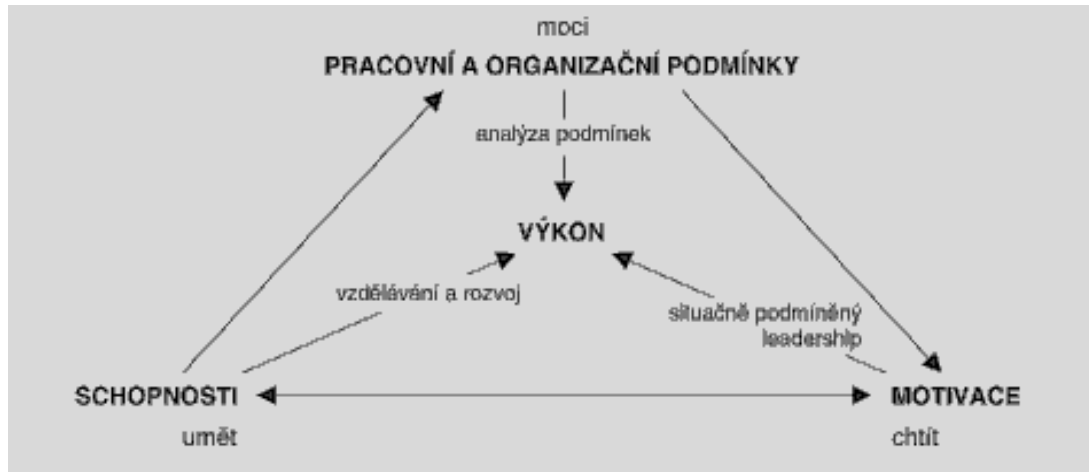 moci
PRACOVNÍ A ORGANIZAČNÍ PODMÍNKY
analýza podmínek
VÝKON
vzdělávání a rozvoj
situačně podmíněný
leadership
SCHOPNOSTI
MOTIVACE
umět
chtít